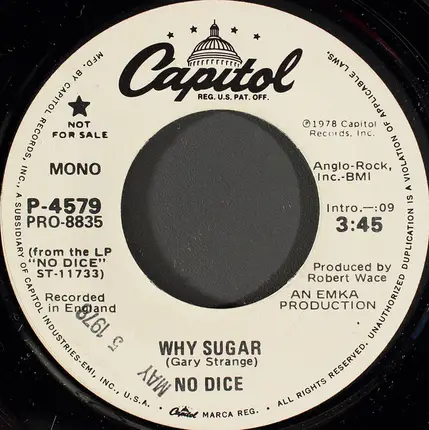 Capitol
REG. U.S. PAT. OFF.
★
NOT
FOR SALE
℗1978 Capitol
Records, Inc.
MONO
Anglo-Rock,
Inc.-BMI
P-4579
PRO-8835
Intro.—:09
3:45
(from the LP
"NO DICE"
ST-11733)
Produced by
Robert Wace
Recorded
in England
AN EMKA
PRODUCTION
MAY 5 1978
WHY SUGAR
(Gary Strange)
NO DICE
MFD. BY CAPITOL RECORDS, INC., A SUBSIDIARY OF CAPITOL INDUSTRIES-EMI, INC., U.S.A. • Capitol MARCA REG. • ALL RIGHTS RESERVED. UNAUTHORIZED DUPLICATION IS A VIOLATION OF APPLICABLE LAWS.